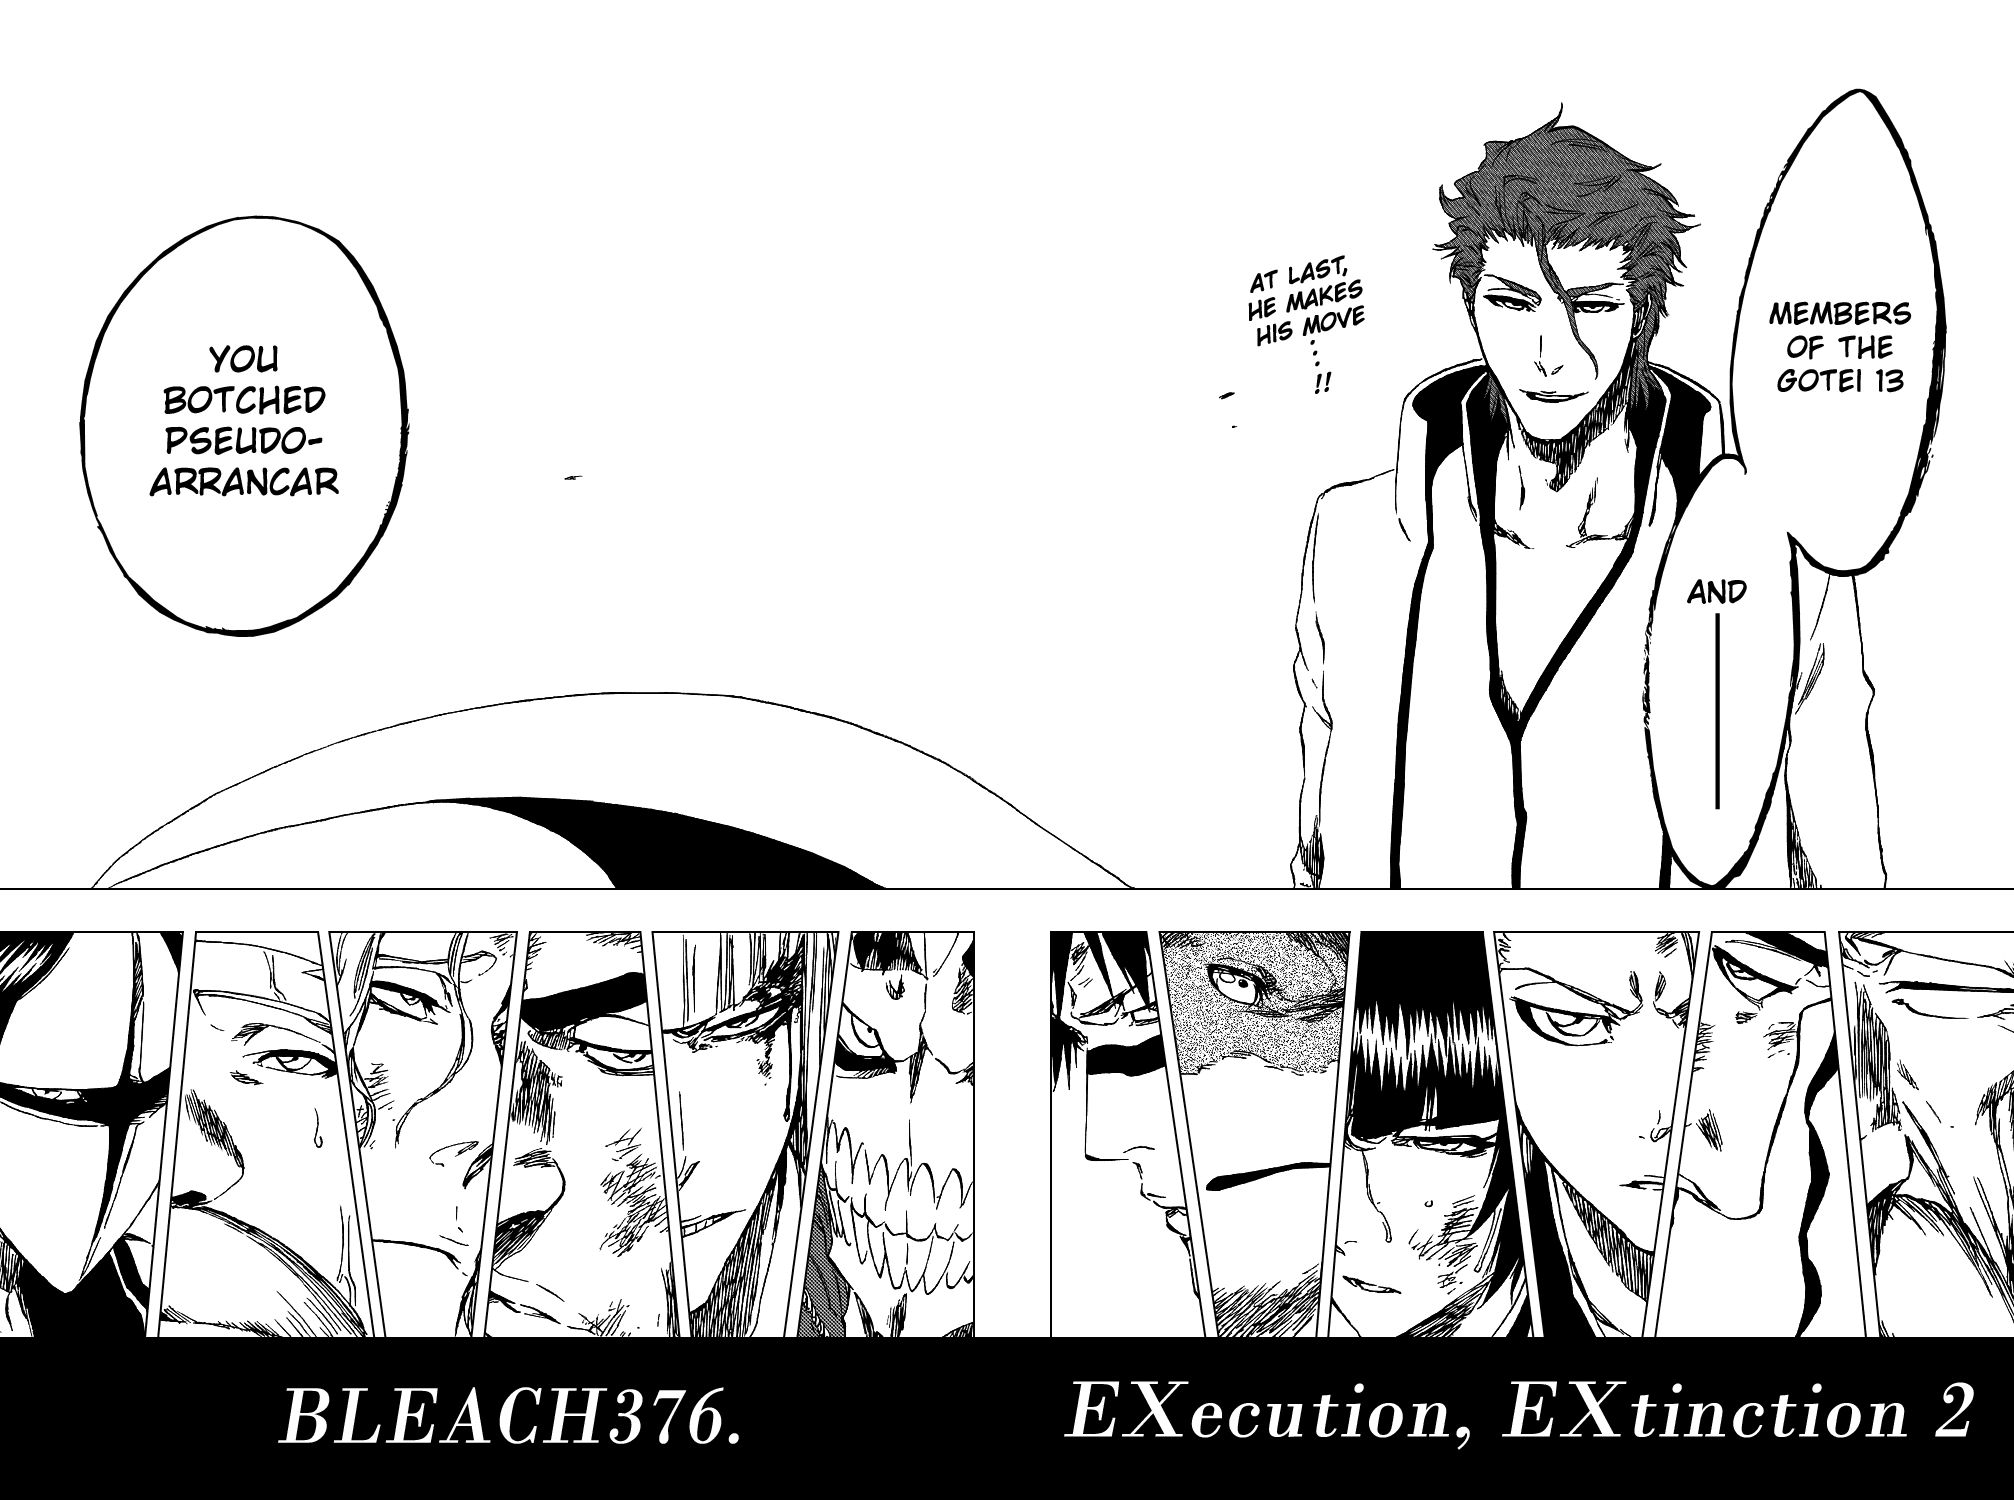 MEMBERS
OF THE
GOTEI 13
AND
AT LAST,
HE MAKES
HIS MOVE
...!!
YOU
BOTCHED
PSEUDO-
ARRANCAR
BLEACH376.
EXecution, EXtinction 2